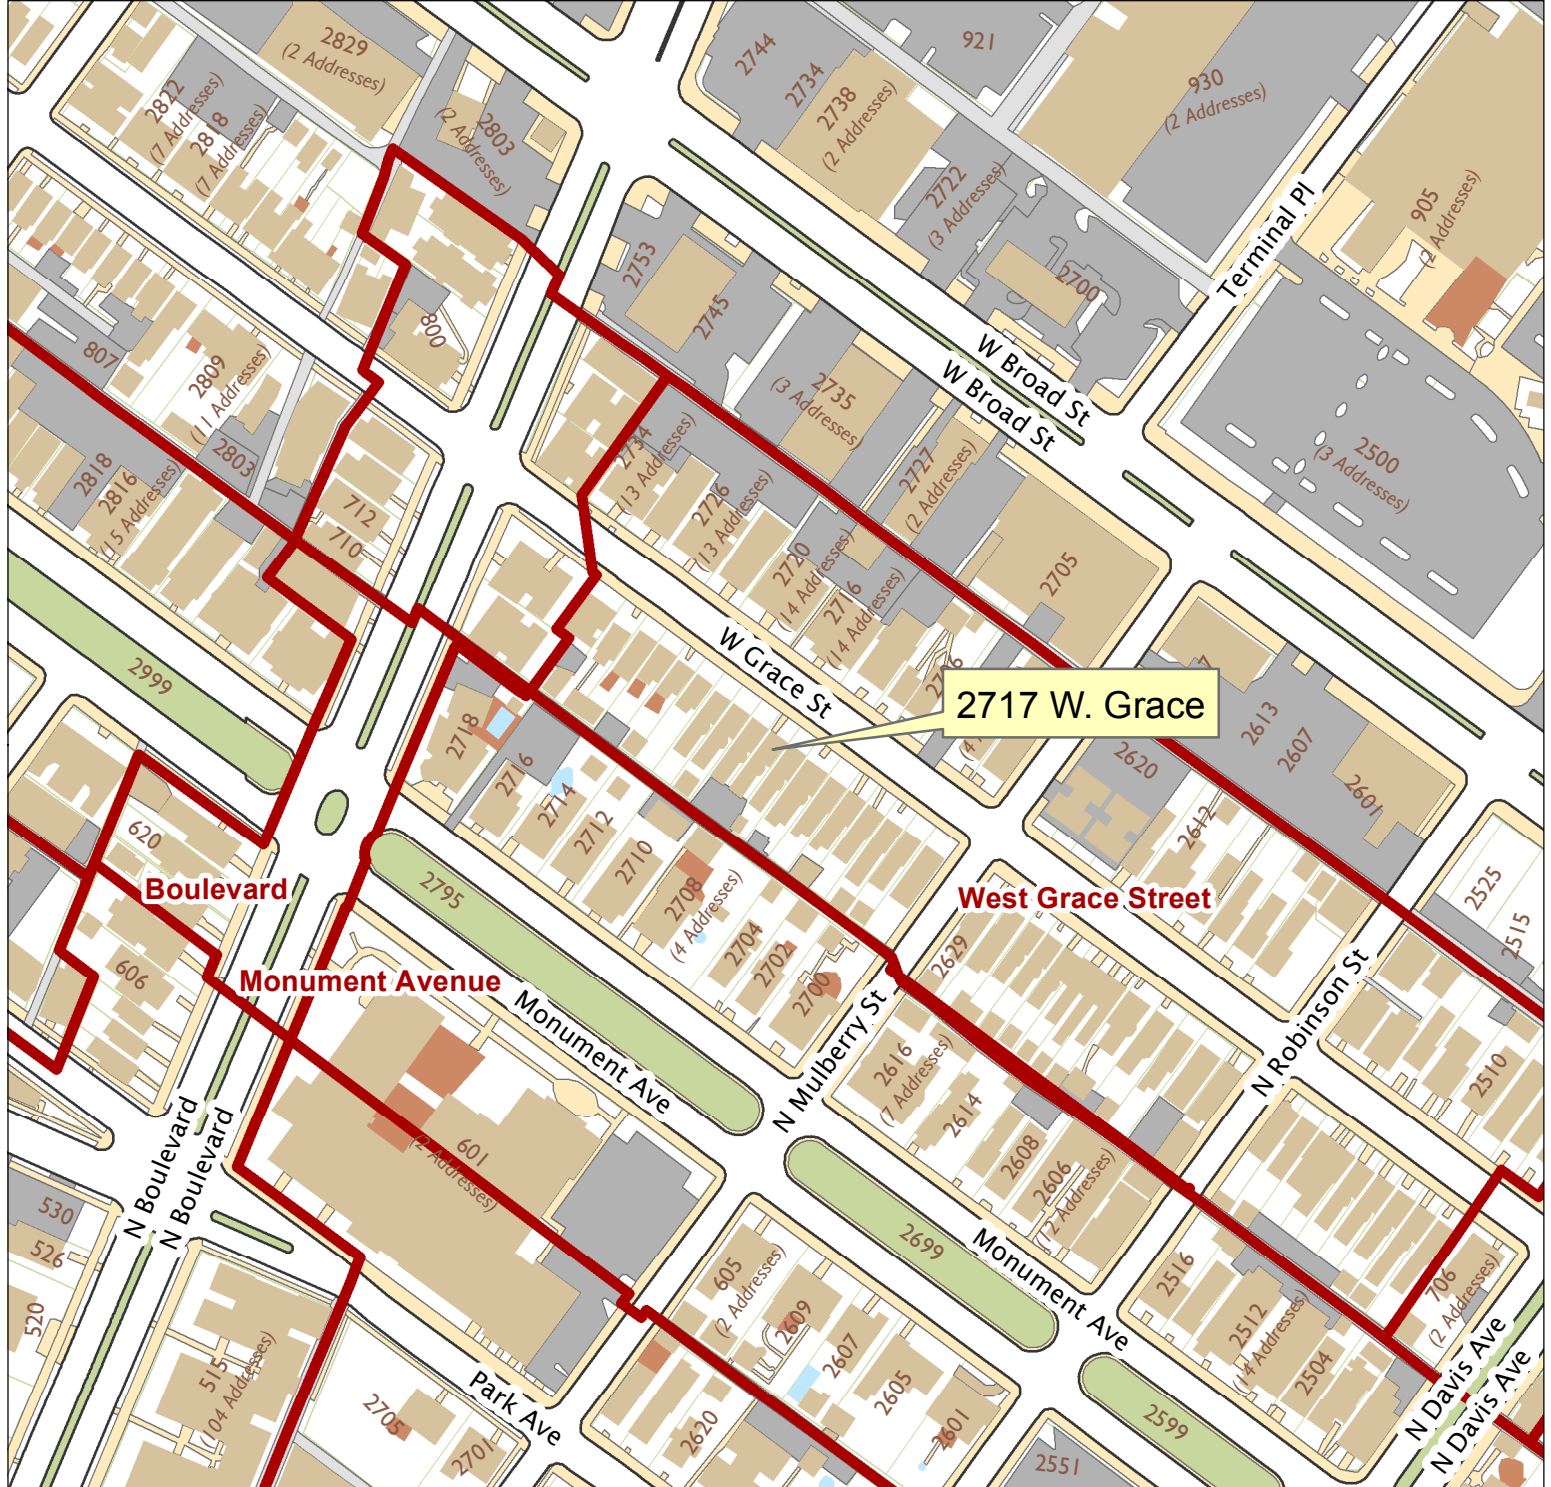 2829
(2 Addresses)
2822
(7 Addresses)
2818
(7 Addresses)
2803
(2 Addresses)
2744
2734
2738
(2 Addresses)
921
930
(2 Addresses)
2722
(3 Addresses)
905
(2 Addresses)
Terminal Pl
2700
2753
2745
800
807
2809
(11 Addresses)
2803
2818
2816
(15 Addresses)
712
710
W Broad St
W Broad St
2735
(3 Addresses)
2727
(2 Addresses)
2500
(3 Addresses)
2734
(13 Addresses)
2726
(13 Addresses)
2720
(14 Addresses)
2716
(14 Addresses)
2705
W Grace St
2717 W. Grace
2613
2607
2601
2620
2612
2999
2718
2716
2714
2712
2710
2708
(4 Addresses)
2704
2702
2700
620
Boulevard
2795
West Grace Street
2525
2515
2629
606
Monument Avenue
Monument Ave
N Mulberry St
N Robinson St
2616
(7 Addresses)
2614
2608
2606
(12 Addresses)
2510
N Boulevard
N Boulevard
601
(2 Addresses)
530
526
520
2699
Monument Ave
605
(2 Addresses)
2609
2607
2605
2601
2516
2512
(14 Addresses)
2504
706
(2 Addresses)
N Davis Ave
N Davis Ave
515
(104 Addresses)
Park Ave
2705
2701
2620
2599
2551